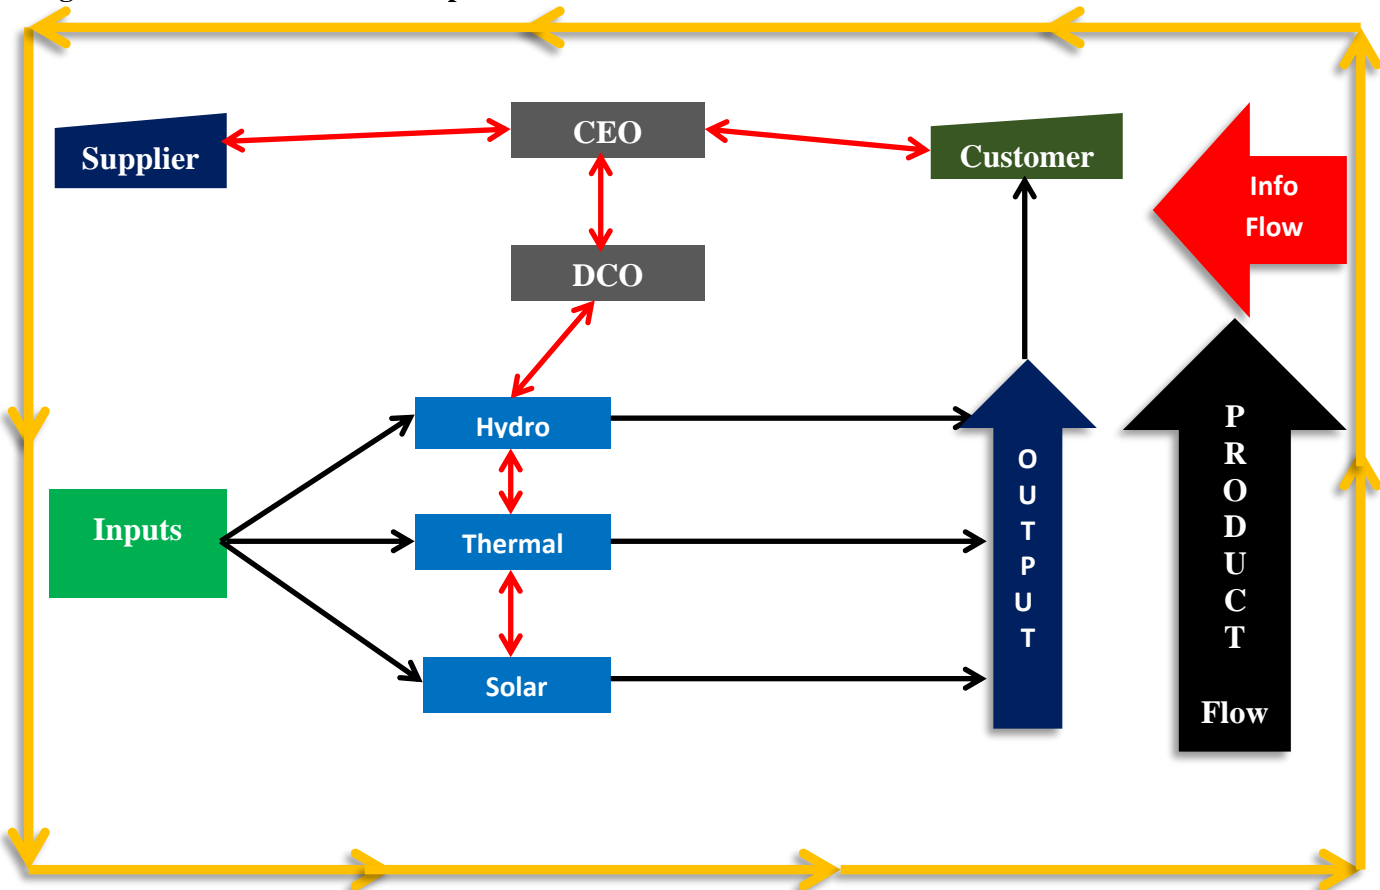 CEO
Supplier
Customer
Info
Flow
DCO
Hydro
Inputs
Thermal
Solar
O
U
T
P
U
T
P
R
O
D
U
C
T
Flow